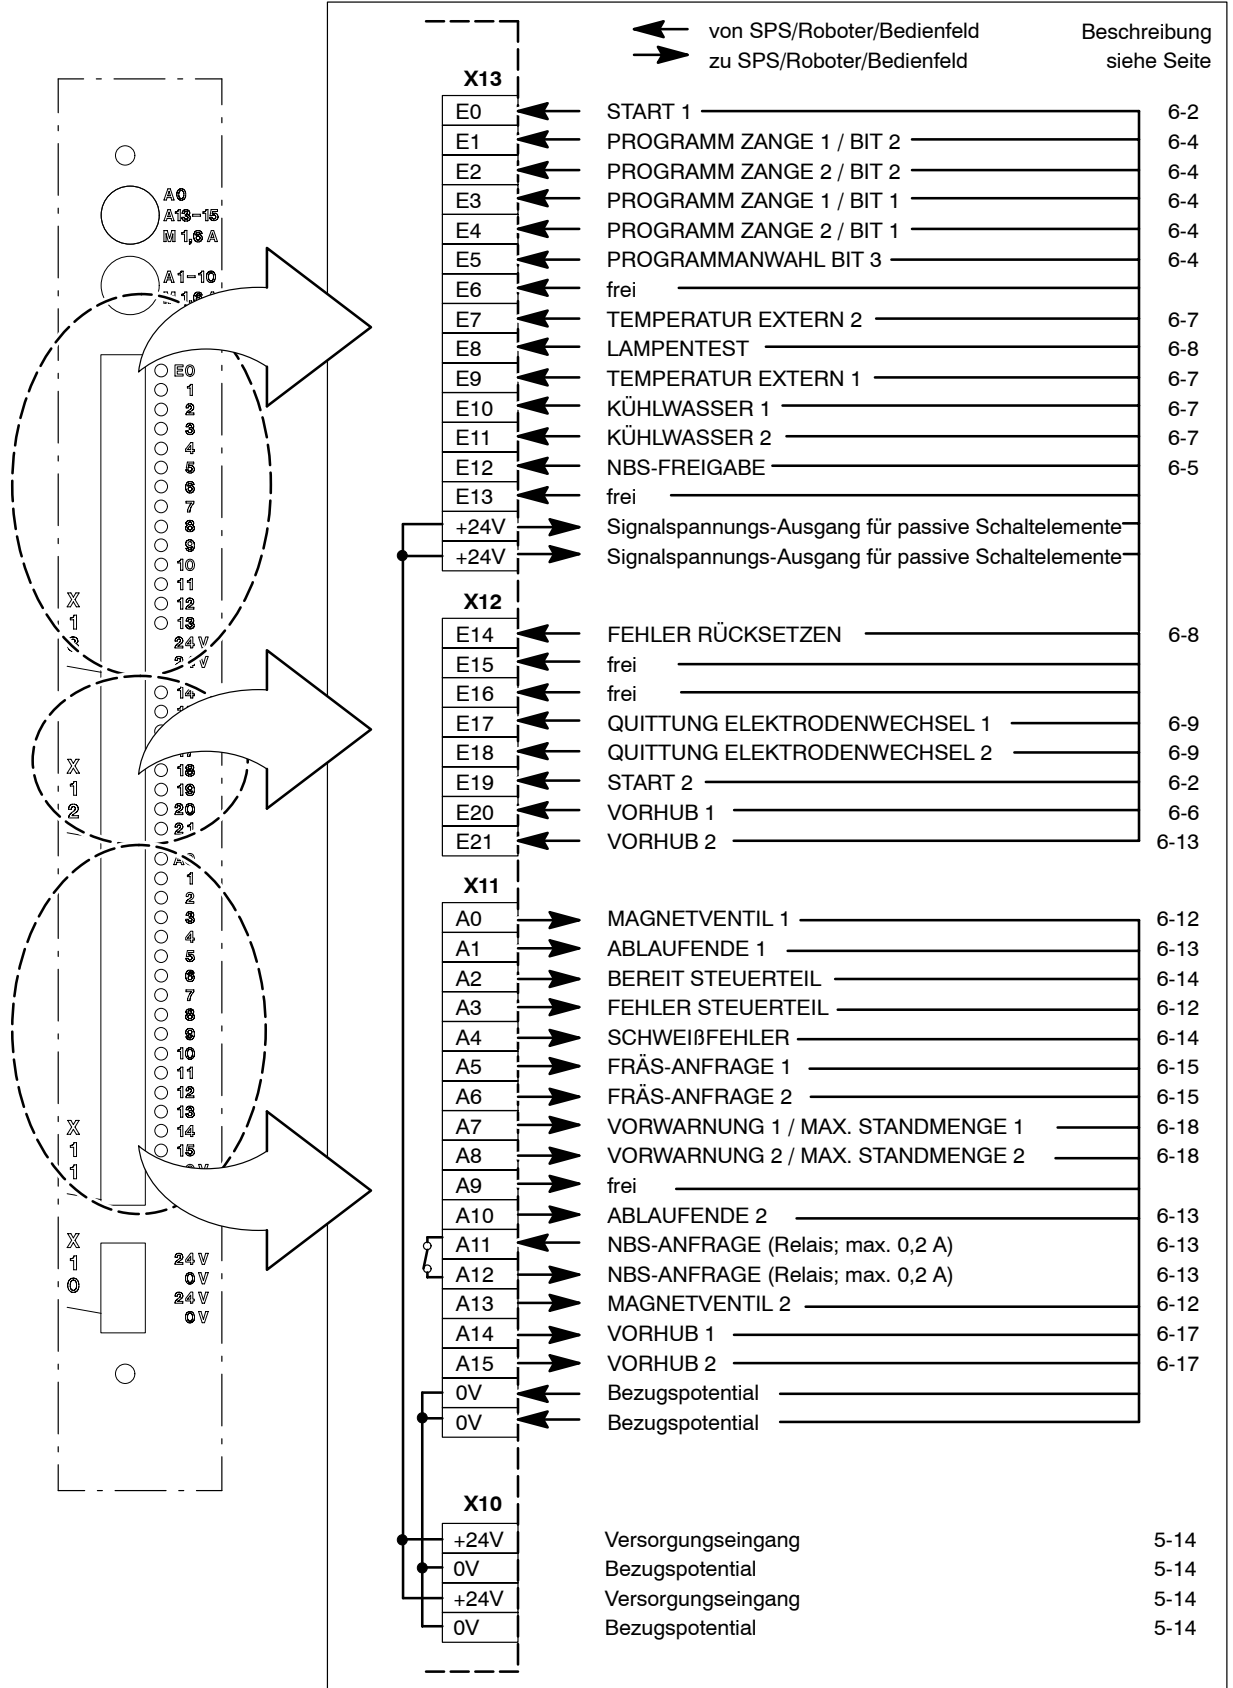 von SPS/Roboter/Bedienfeld Beschreibung
zu SPS/Roboter/Bedienfeld siehe Seite
X13
E0 START 1 6-2
E1 PROGRAMM ZANGE 1 / BIT 2 6-4
E2 PROGRAMM ZANGE 2 / BIT 2 6-4
E3 PROGRAMM ZANGE 1 / BIT 1 6-4
E4 PROGRAMM ZANGE 2 / BIT 1 6-4
E5 PROGRAMMANWAHL BIT 3 6-4
E6 frei
E7 TEMPERATUR EXTERN 2 6-7
E8 LAMPENTEST 6-8
E9 TEMPERATUR EXTERN 1 6-7
E10 KÜHLWASSER 1 6-7
E11 KÜHLWASSER 2 6-7
E12 NBS-FREIGABE 6-5
E13 frei
+24V Signalspannungs-Ausgang für passive Schaltelemente
+24V Signalspannungs-Ausgang für passive Schaltelemente
X12
E14 FEHLER RÜCKSETZEN 6-8
E15 frei
E16 frei
E17 QUITTUNG ELEKTRODENWECHSEL 1 6-9
E18 QUITTUNG ELEKTRODENWECHSEL 2 6-9
E19 START 2 6-2
E20 VORHUB 1 6-6
E21 VORHUB 2 6-13
X11
A0 MAGNETVENTIL 1 6-12
A1 ABLAUFENDE 1 6-13
A2 BEREIT STEUERTEIL 6-14
A3 FEHLER STEUERTEIL 6-12
A4 SCHWEIßFEHLER 6-14
A5 FRÄS-ANFRAGE 1 6-15
A6 FRÄS-ANFRAGE 2 6-15
A7 VORWARNUNG 1 / MAX. STANDMENGE 1 6-18
A8 VORWARNUNG 2 / MAX. STANDMENGE 2 6-18
A9 frei
A10 ABLAUFENDE 2 6-13
A11 NBS-ANFRAGE (Relais; max. 0,2 A) 6-13
A12 NBS-ANFRAGE (Relais; max. 0,2 A) 6-13
A13 MAGNETVENTIL 2 6-12
A14 VORHUB 1 6-17
A15 VORHUB 2 6-17
0V Bezugspotential
0V Bezugspotential
X10
+24V Versorgungseingang 5-14
0V Bezugspotential 5-14
+24V Versorgungseingang 5-14
0V Bezugspotential 5-14
A0
A13-15
M 1,6 A
A1-10
M 1,6
E0
1
2
3
4
5
6
7
8
9
10
11
12
13
24 V
24 V
X13
14
18
19
20
21
X12
A0
1
2
3
4
5
6
7
8
9
10
11
12
13
14
15
X11
X10
24 V
0 V
24 V
0 V